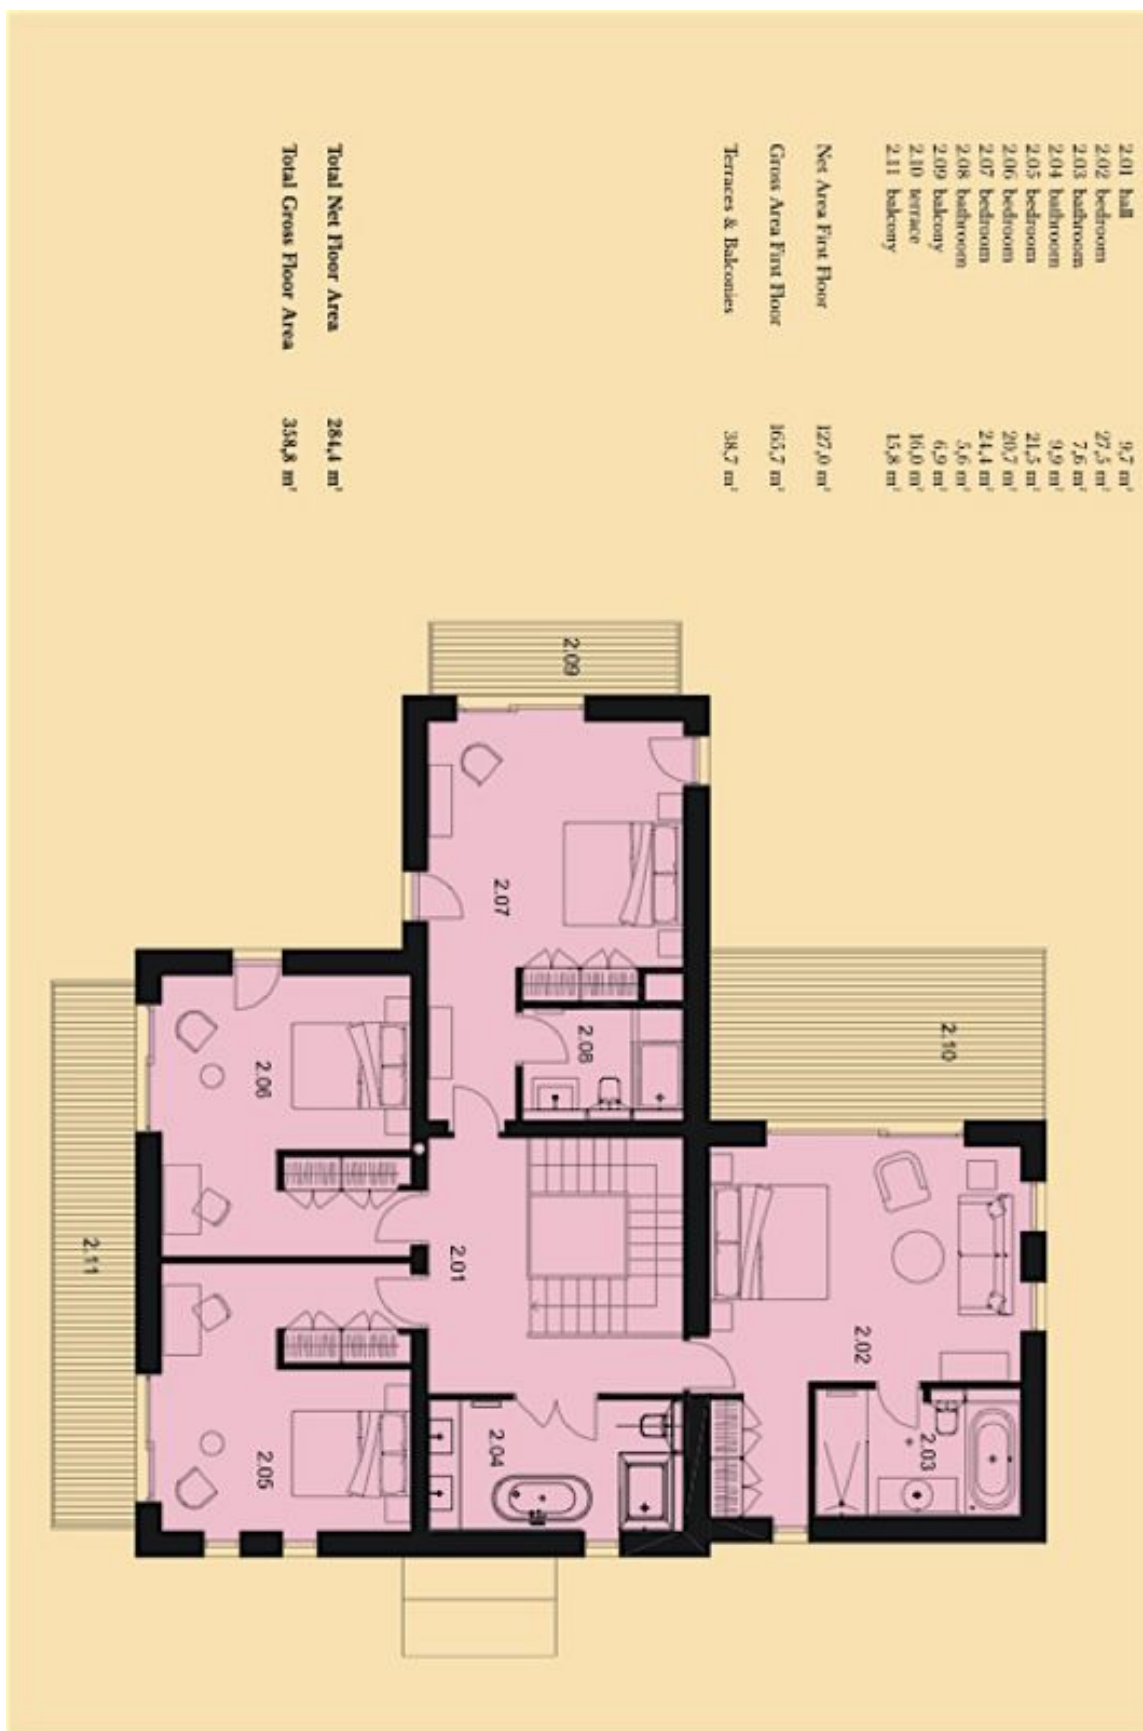 2.01 hall 9,7 m²
2.02 bedroom 27,5 m²
2.03 bathroom 7,6 m²
2.04 bathroom 9,9 m²
2.05 bedroom 21,5 m²
2.06 bedroom 20,7 m²
2.07 bedroom 24,4 m²
2.08 bathroom 5,6 m²
2.09 balcony 6,9 m²
2.10 terrace 16,0 m²
2.11 balcony 15,8 m²
Net Area First Floor 127,0 m²
Gross Area First Floor 165,7 m²
Terraces & Balconies 38,7 m²
Total Net Floor Area 284,4 m²
Total Gross Floor Area 358,8 m²
2.10
2.02
2.03
2.09
2.08
2.07
2.04
2.01
2.06
2.05
2.11